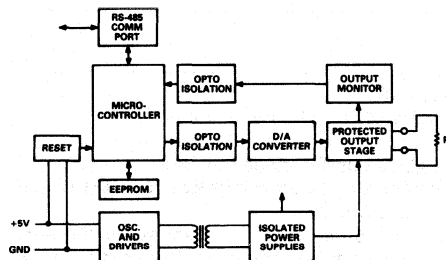 RS-485
COMM
PORT
OPTO
ISOLATION
OUTPUT
MONITOR
MICRO-
CONTROLLER
OPTO
ISOLATION
D/A
CONVERTER
PROTECTED
OUTPUT
STAGE
RESET
EEPROM
+5V
GND
OSC.
AND
DRIVERS
ISOLATED
POWER
SUPPLIES